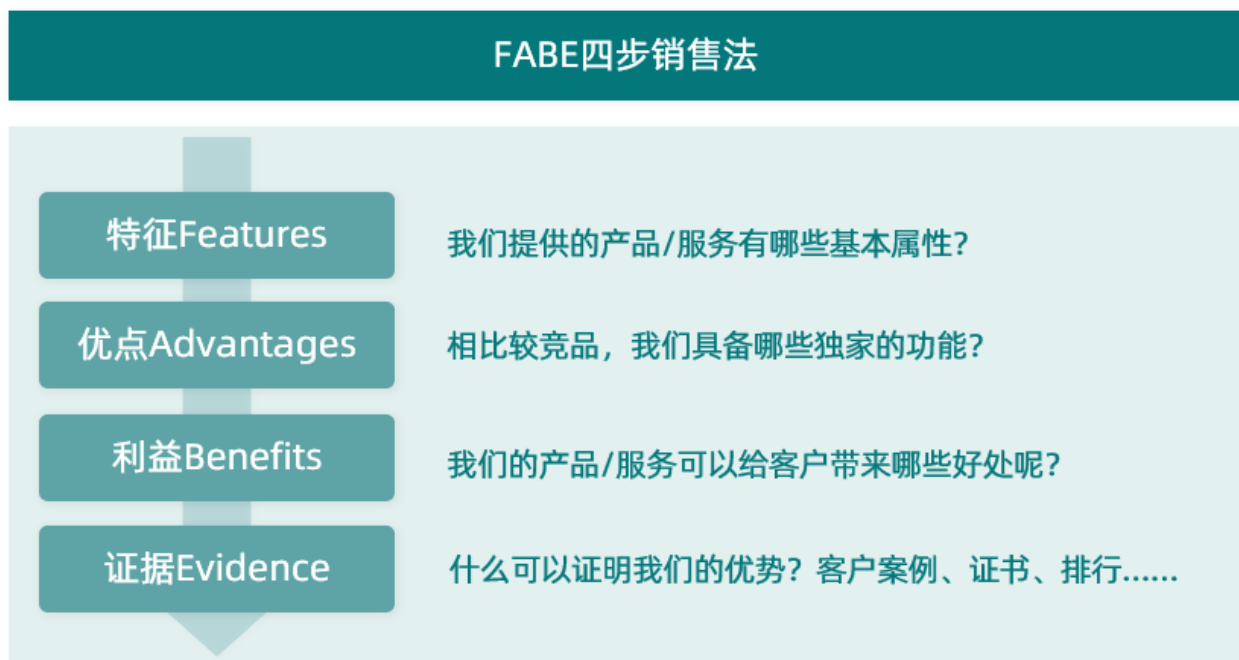 FABE四步销售法
特征Features
我们提供的产品/服务有哪些基本属性？
优点Advantages
相比较竞品，我们具备哪些独家的功能？
利益Benefits
我们的产品/服务可以给客户带来哪些好处呢？
证据Evidence
什么可以证明我们的优势？客户案例、证书、排行......